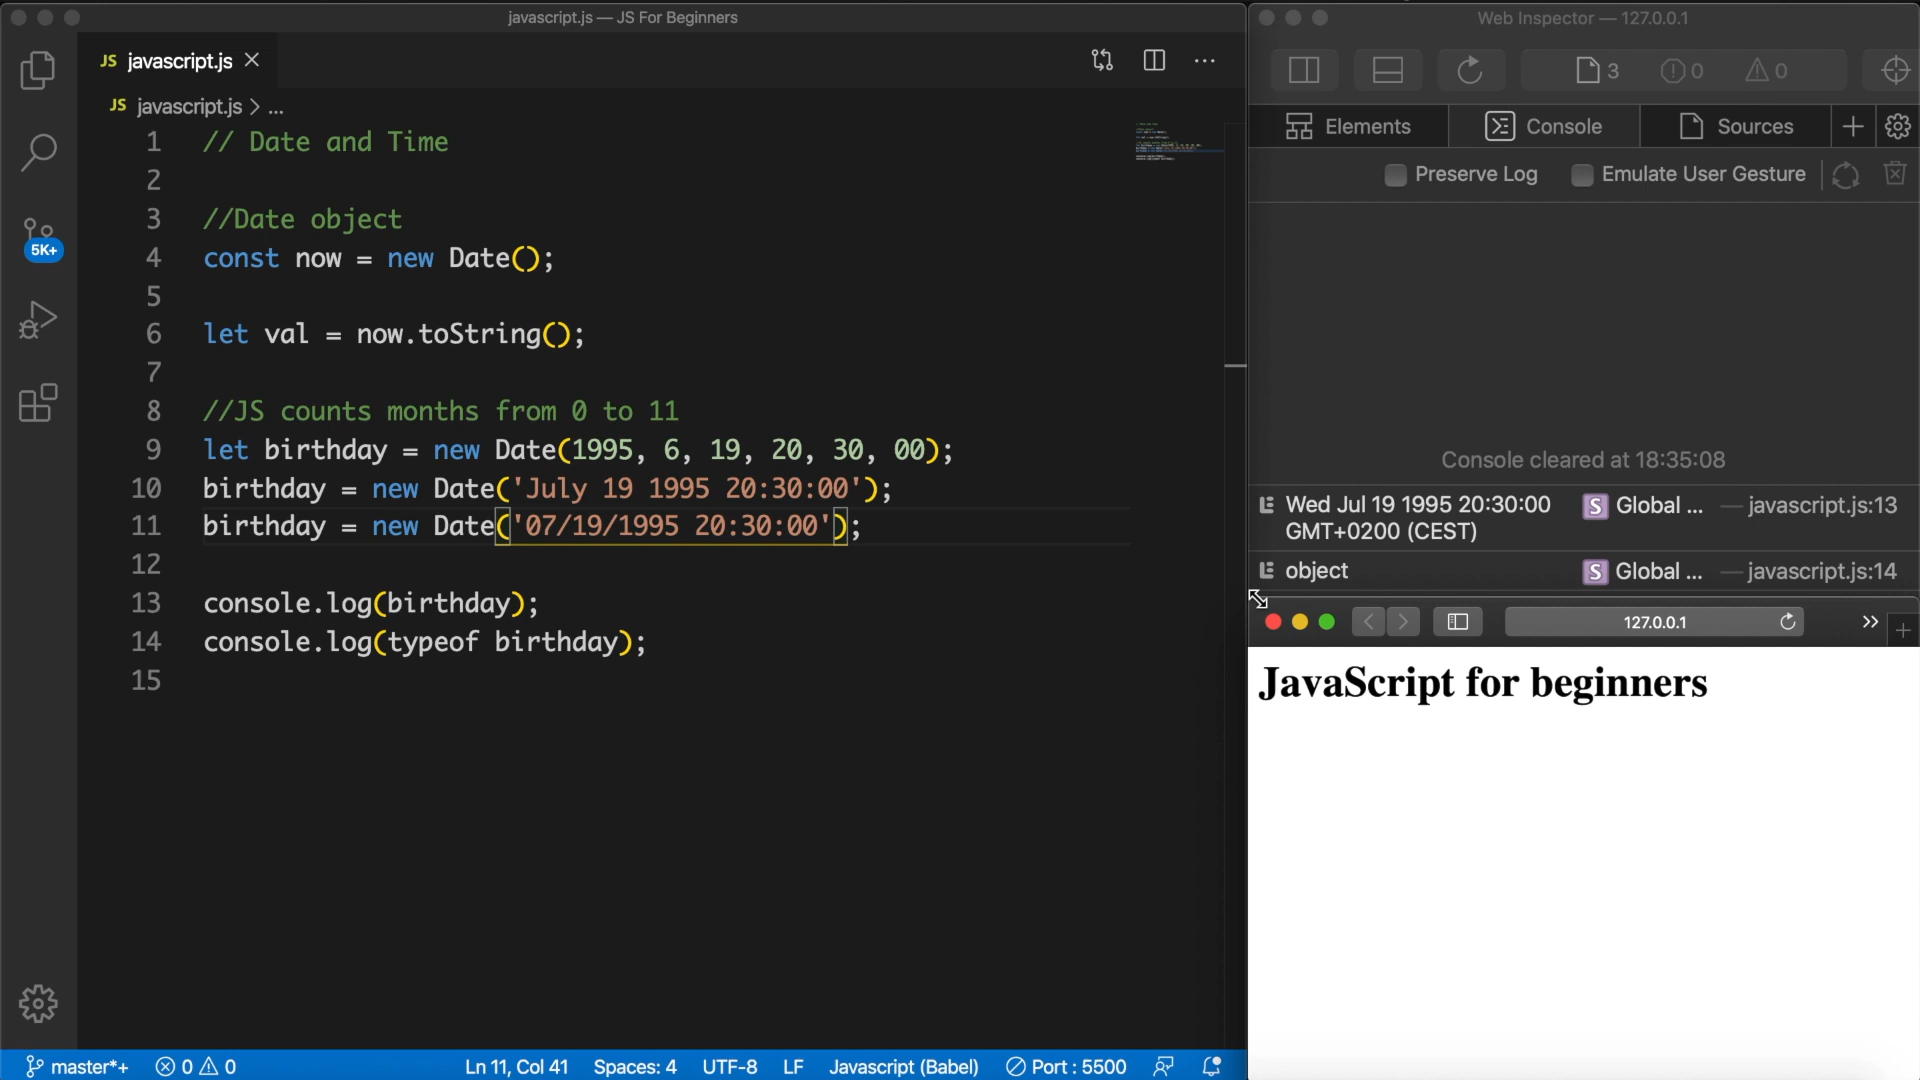 javascript.js — JS For Beginners
JS javascript.js
JS javascript.js > ...
1 // Date and Time
2
3 //Date object
4 const now = new Date();
5
6 let val = now.toString();
7
8 //JS counts months from 0 to 11
9 let birthday = new Date(1995, 6, 19, 20, 30, 00);
10 birthday = new Date('July 19 1995 20:30:00');
11 birthday = new Date('07/19/1995 20:30:00');
12
13 console.log(birthday);
14 console.log(typeof birthday);
15
5K+
master*+ 0 0 Ln 11, Col 41 Spaces: 4 UTF-8 LF Javascript (Babel) Port : 5500
Web Inspector — 127.0.0.1
3 0 0
Elements Console Sources
Preserve Log Emulate User Gesture
Console cleared at 18:35:08
E Wed Jul 19 1995 20:30:00 S Global ... — javascript.js:13
GMT+0200 (CEST)
E object S Global ... — javascript.js:14
127.0.0.1
JavaScript for beginners